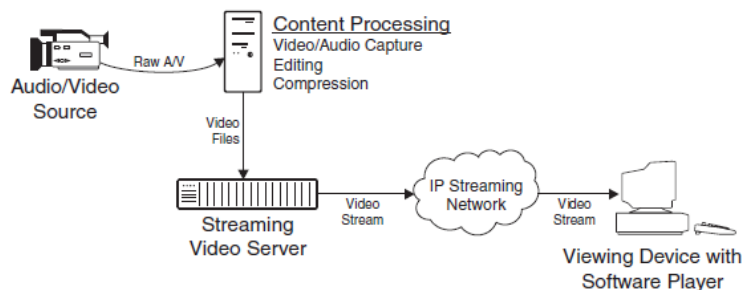 Content Processing
Video/Audio Capture
Editing
Compression
Raw A/V
Audio/Video
Source
Video
Files
IP Streaming
Network
Video
Stream
Video
Stream
Streaming
Video Server
Viewing Device with
Software Player